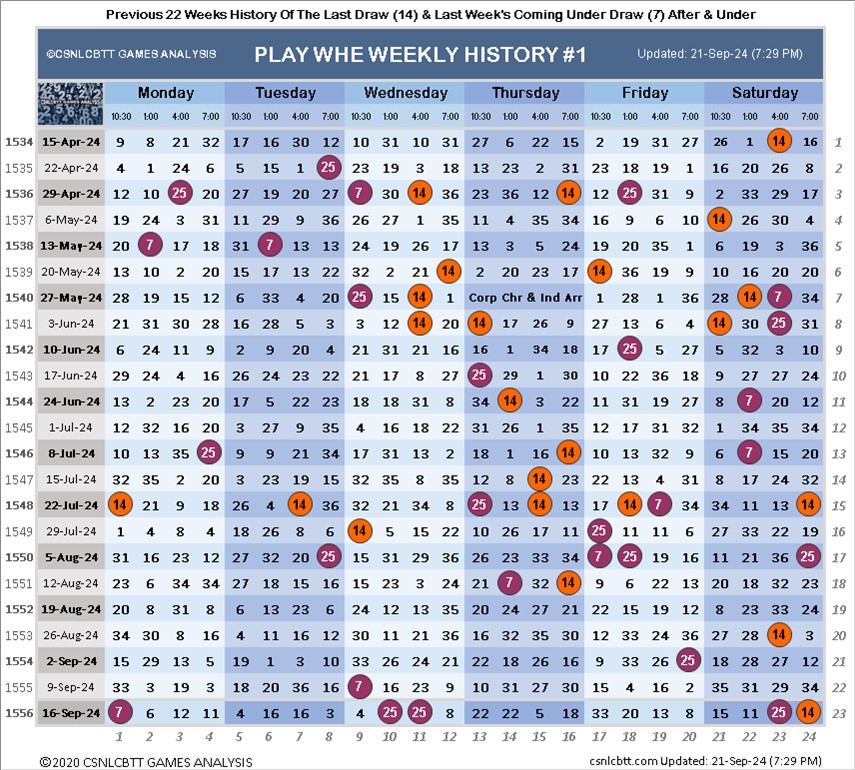 Previous 22 Weeks History Of The Last Draw (14) & Last Week's Coming Under Draw (7) After & Under
©CSNLCBTT GAMES ANALYSIS PLAY WHE WEEKLY HISTORY #1 Updated: 21-Sep-24 (7:29 PM)
CSNLCBTT GAMES ANALYSIS Monday Tuesday Wednesday Thursday Friday Saturday
10:30 1:00 4:00 7:00 10:30 1:00 4:00 7:00 10:30 1:00 4:00 7:00 10:30 1:00 4:00 7:00 10:30 1:00 4:00 7:00 10:30 1:00 4:00 7:00
1534 15-Apr-24 9 8 21 32 17 16 30 12 10 31 10 31 27 6 22 15 2 19 31 27 26 1 14 16 1
1535 22-Apr-24 4 1 24 6 5 15 1 25 23 19 3 18 13 23 2 31 23 18 19 1 16 20 26 8 2
1536 29-Apr-24 12 10 25 20 27 19 20 27 7 30 14 36 23 36 12 14 12 25 31 9 2 33 29 17 3
1537 6-May-24 19 24 3 31 11 29 9 36 26 27 1 35 11 4 35 34 16 9 6 10 14 26 30 4 4
1538 13-May-24 20 7 17 18 31 7 13 13 24 19 26 17 13 3 5 24 19 20 35 1 6 19 3 36 5
1539 20-May-24 13 10 2 20 15 17 13 22 32 2 21 14 2 20 23 17 14 36 19 9 10 16 20 20 6
1540 27-May-24 28 19 15 12 6 33 4 20 25 15 14 1 Corp Chr & Ind Arr 1 28 1 36 28 14 7 34 7
1541 3-Jun-24 21 31 30 28 16 28 5 3 3 12 14 20 14 17 26 9 27 13 6 4 14 30 25 31 8
1542 10-Jun-24 6 24 11 9 2 9 20 4 21 31 21 16 16 1 34 18 17 25 5 27 5 32 3 10 9
1543 17-Jun-24 29 24 4 16 26 24 23 22 21 17 8 27 25 29 1 30 10 22 36 18 9 27 27 24 10
1544 24-Jun-24 13 2 23 20 17 5 22 23 18 18 31 8 34 14 3 22 11 31 19 27 8 7 20 12 11
1545 1-Jul-24 12 32 16 20 3 27 9 35 4 16 18 22 31 26 1 35 12 17 31 32 1 34 35 34 12
1546 8-Jul-24 10 13 35 25 9 9 21 34 17 31 5 22 18 1 16 14 10 13 32 9 6 7 15 20 13
1547 15-Jul-24 32 35 2 20 3 23 19 15 32 35 8 35 12 8 14 22 22 13 4 31 8 17 24 32 14
1548 22-Jul-24 14 21 9 18 26 4 14 36 32 21 34 8 25 13 14 13 17 14 7 34 34 11 13 14 15
1549 29-Jul-24 1 4 8 4 18 26 8 6 14 5 15 22 10 26 17 11 25 11 11 6 27 33 22 19 16
1550 5-Aug-24 31 16 23 12 27 32 20 25 15 31 29 36 26 23 33 34 7 25 19 16 11 21 36 25 17
1551 12-Aug-24 23 6 34 34 27 18 15 16 15 23 3 24 21 7 32 14 9 6 22 13 20 18 32 23 18
1552 19-Aug-24 20 8 31 8 6 13 23 6 24 12 13 35 20 24 27 21 22 15 19 12 8 23 33 24 19
1553 26-Aug-24 34 30 8 16 4 11 16 12 30 11 21 36 16 32 35 30 12 33 24 36 27 28 14 3 20
1554 2-Sep-24 15 29 13 5 19 1 3 10 33 26 24 21 22 18 26 16 9 33 26 25 18 28 27 12 21
1555 9-Sep-24 33 3 19 3 18 20 36 16 7 16 23 9 10 31 27 30 15 4 16 2 35 31 29 34 22
1556 16-Sep-24 7 6 12 11 4 16 16 3 4 25 25 8 22 22 5 18 33 20 13 8 15 11 25 14 23
1 2 3 4 5 6 7 8 9 10 11 12 13 14 15 16 17 18 19 20 21 22 23 24
©2020 CSNLCBTT GAMES ANALYSIS csnlcbtt.com Updated: 21-Sep-24 (7:29 PM)